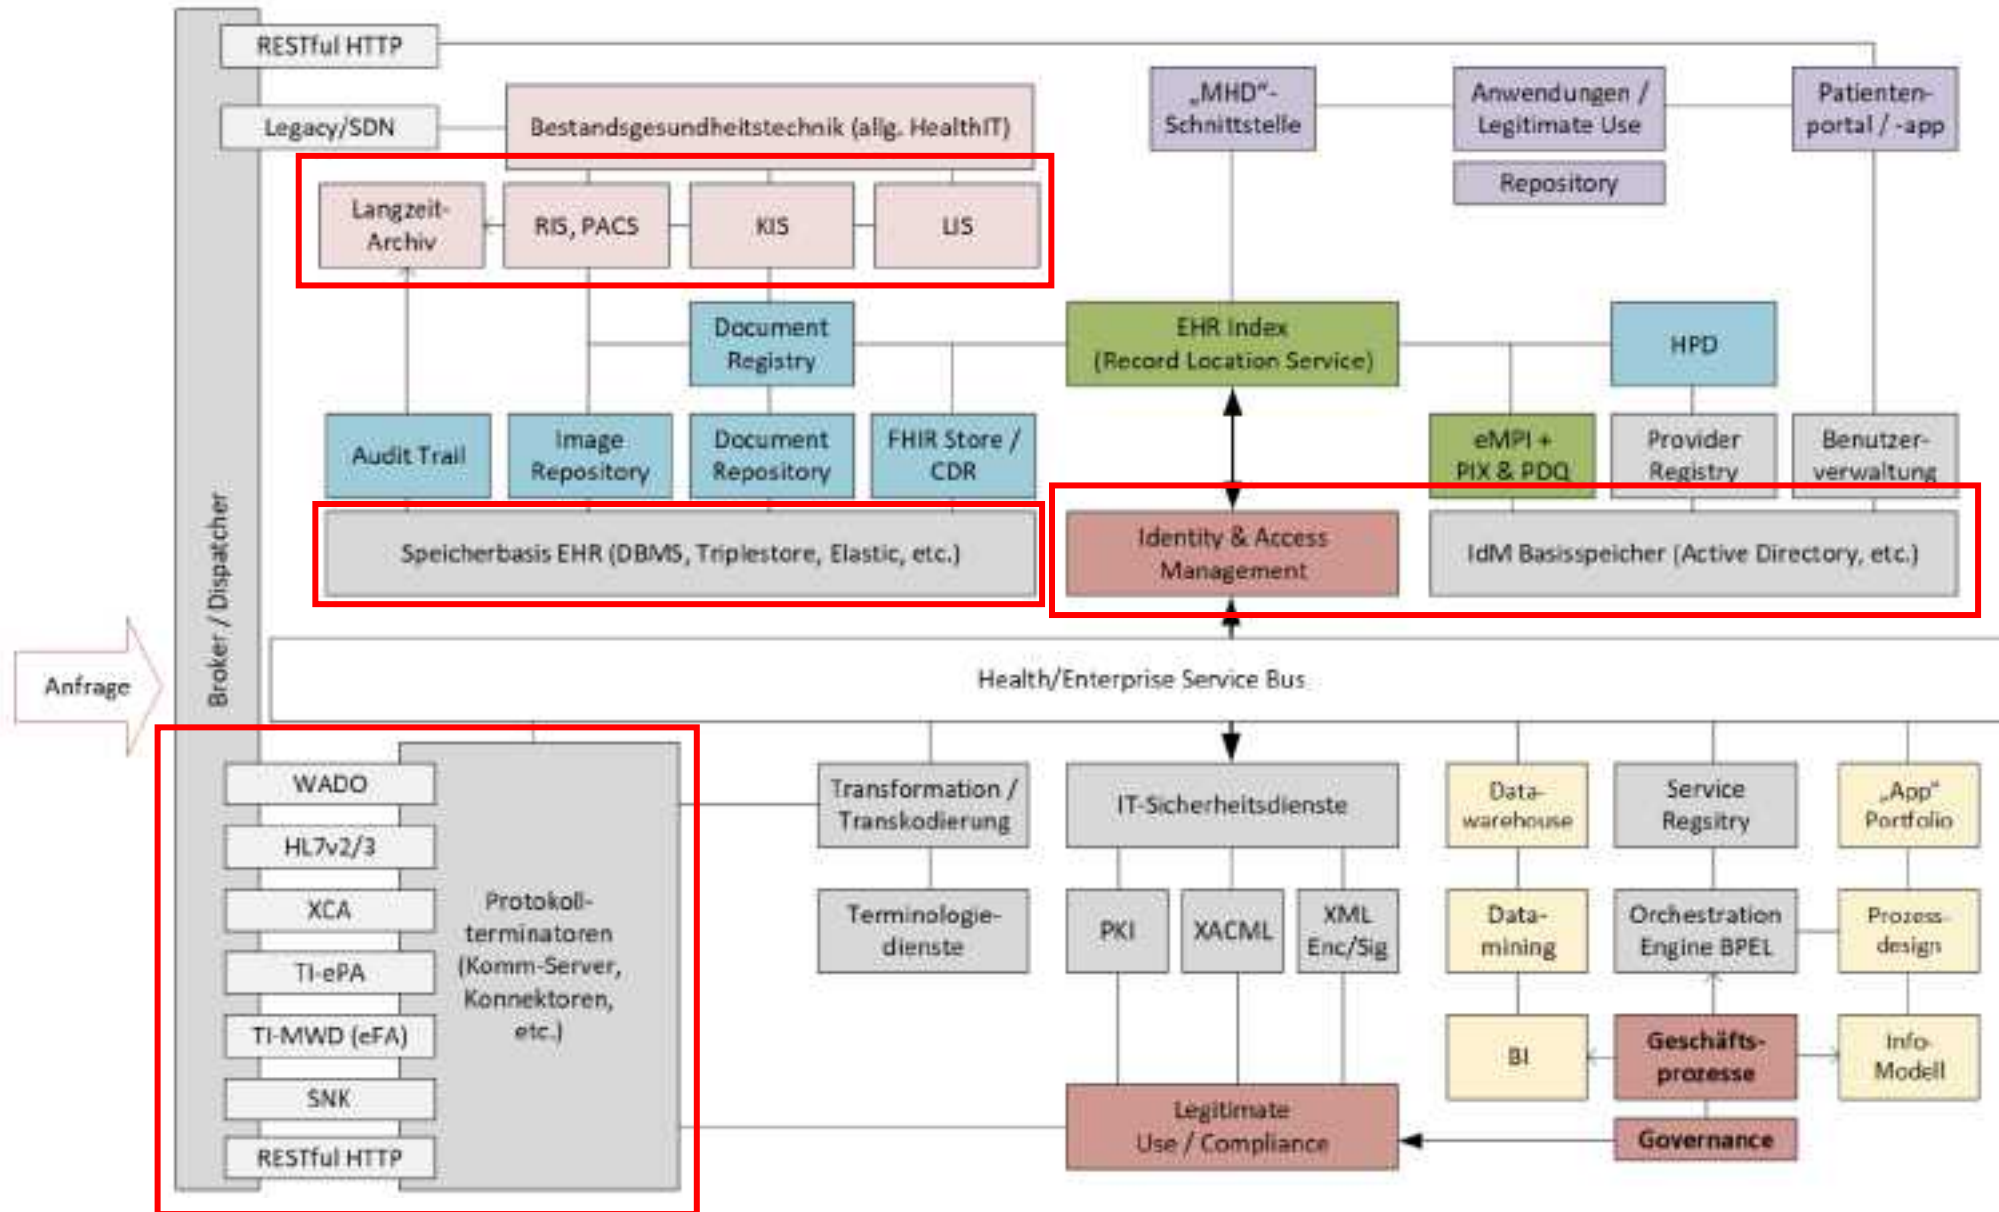 RESTful HTTP
Legacy/SDN
Bestandsgesundheitstechnik (allg. HealthIT)
„MHD“-
Schnittstelle
Anwendungen /
Legitimate Use
Patienten-
portal / -app
Repository
Langzeit-
Archiv
RIS, PACS
KIS
LIS
Document
Registry
EHR Index
(Record Location Service)
HPD
Audit Trail
Image
Repository
Document
Repository
FHIR Store /
CDR
eMPI +
PIX & PDQ
Provider
Registry
Benutzer-
verwaltung
Speicherbasis EHR (DBMS, Triplestore, Elastic, etc.)
Identity & Access
Management
IdM Basisspeicher (Active Directory, etc.)
Broker / Dispatcher
Anfrage
Health/Enterprise Service Bus
WADO
HL7v2/3
XCA
TI-ePA
TI-MWD (eFA)
SNK
RESTful HTTP
Protokoll-
terminatoren
(Komm-Server,
Konnektoren,
etc.)
Transformation /
Transkodierung
Terminologie-
dienste
IT-Sicherheitsdienste
PKI
XACML
XML
Enc/Sig
Legitimate
Use / Compliance
Data-
warehouse
Data-
mining
BI
Service
Regsitry
Orchestration
Engine BPEL
Geschäfts-
prozesse
Governance
„App“
Portfolio
Prozess-
design
Info-
Modell